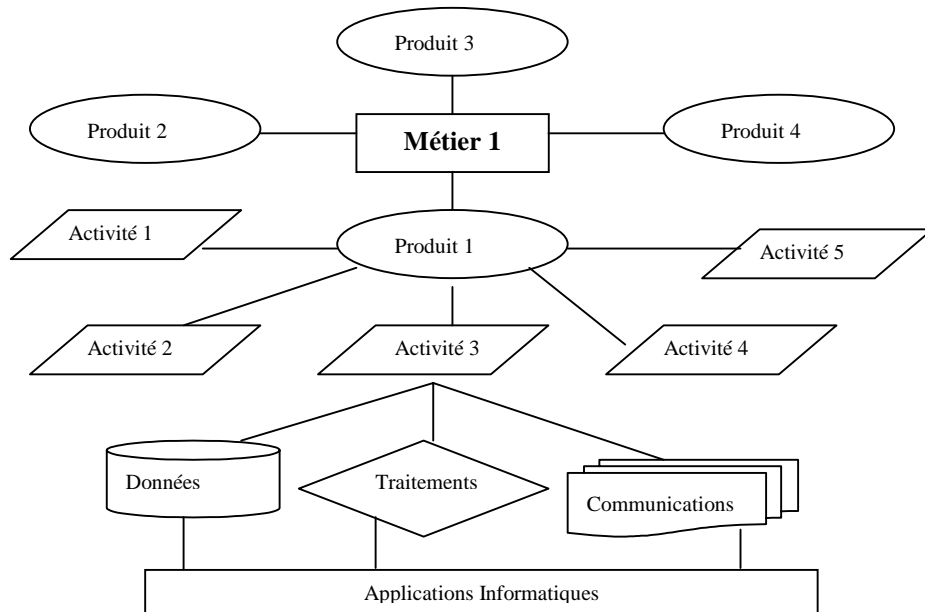 Produit 3
Produit 2
Métier 1
Produit 4
Activité 1
Produit 1
Activité 5
Activité 2
Activité 3
Activité 4
Données
Traitements
Communications
Applications Informatiques